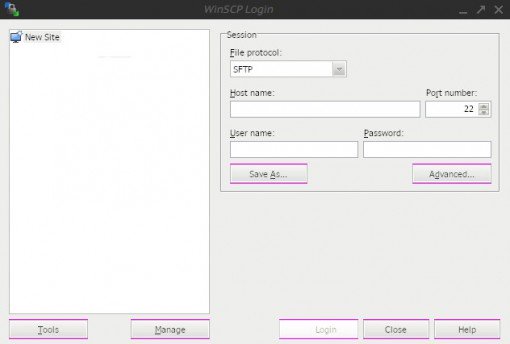 WinSCP Login
New Site
Session
File protocol:
SFTP
Host name:
Port number:
22
User name:
Password:
Save As...
Advanced...
Tools
Manage
Login
Close
Help